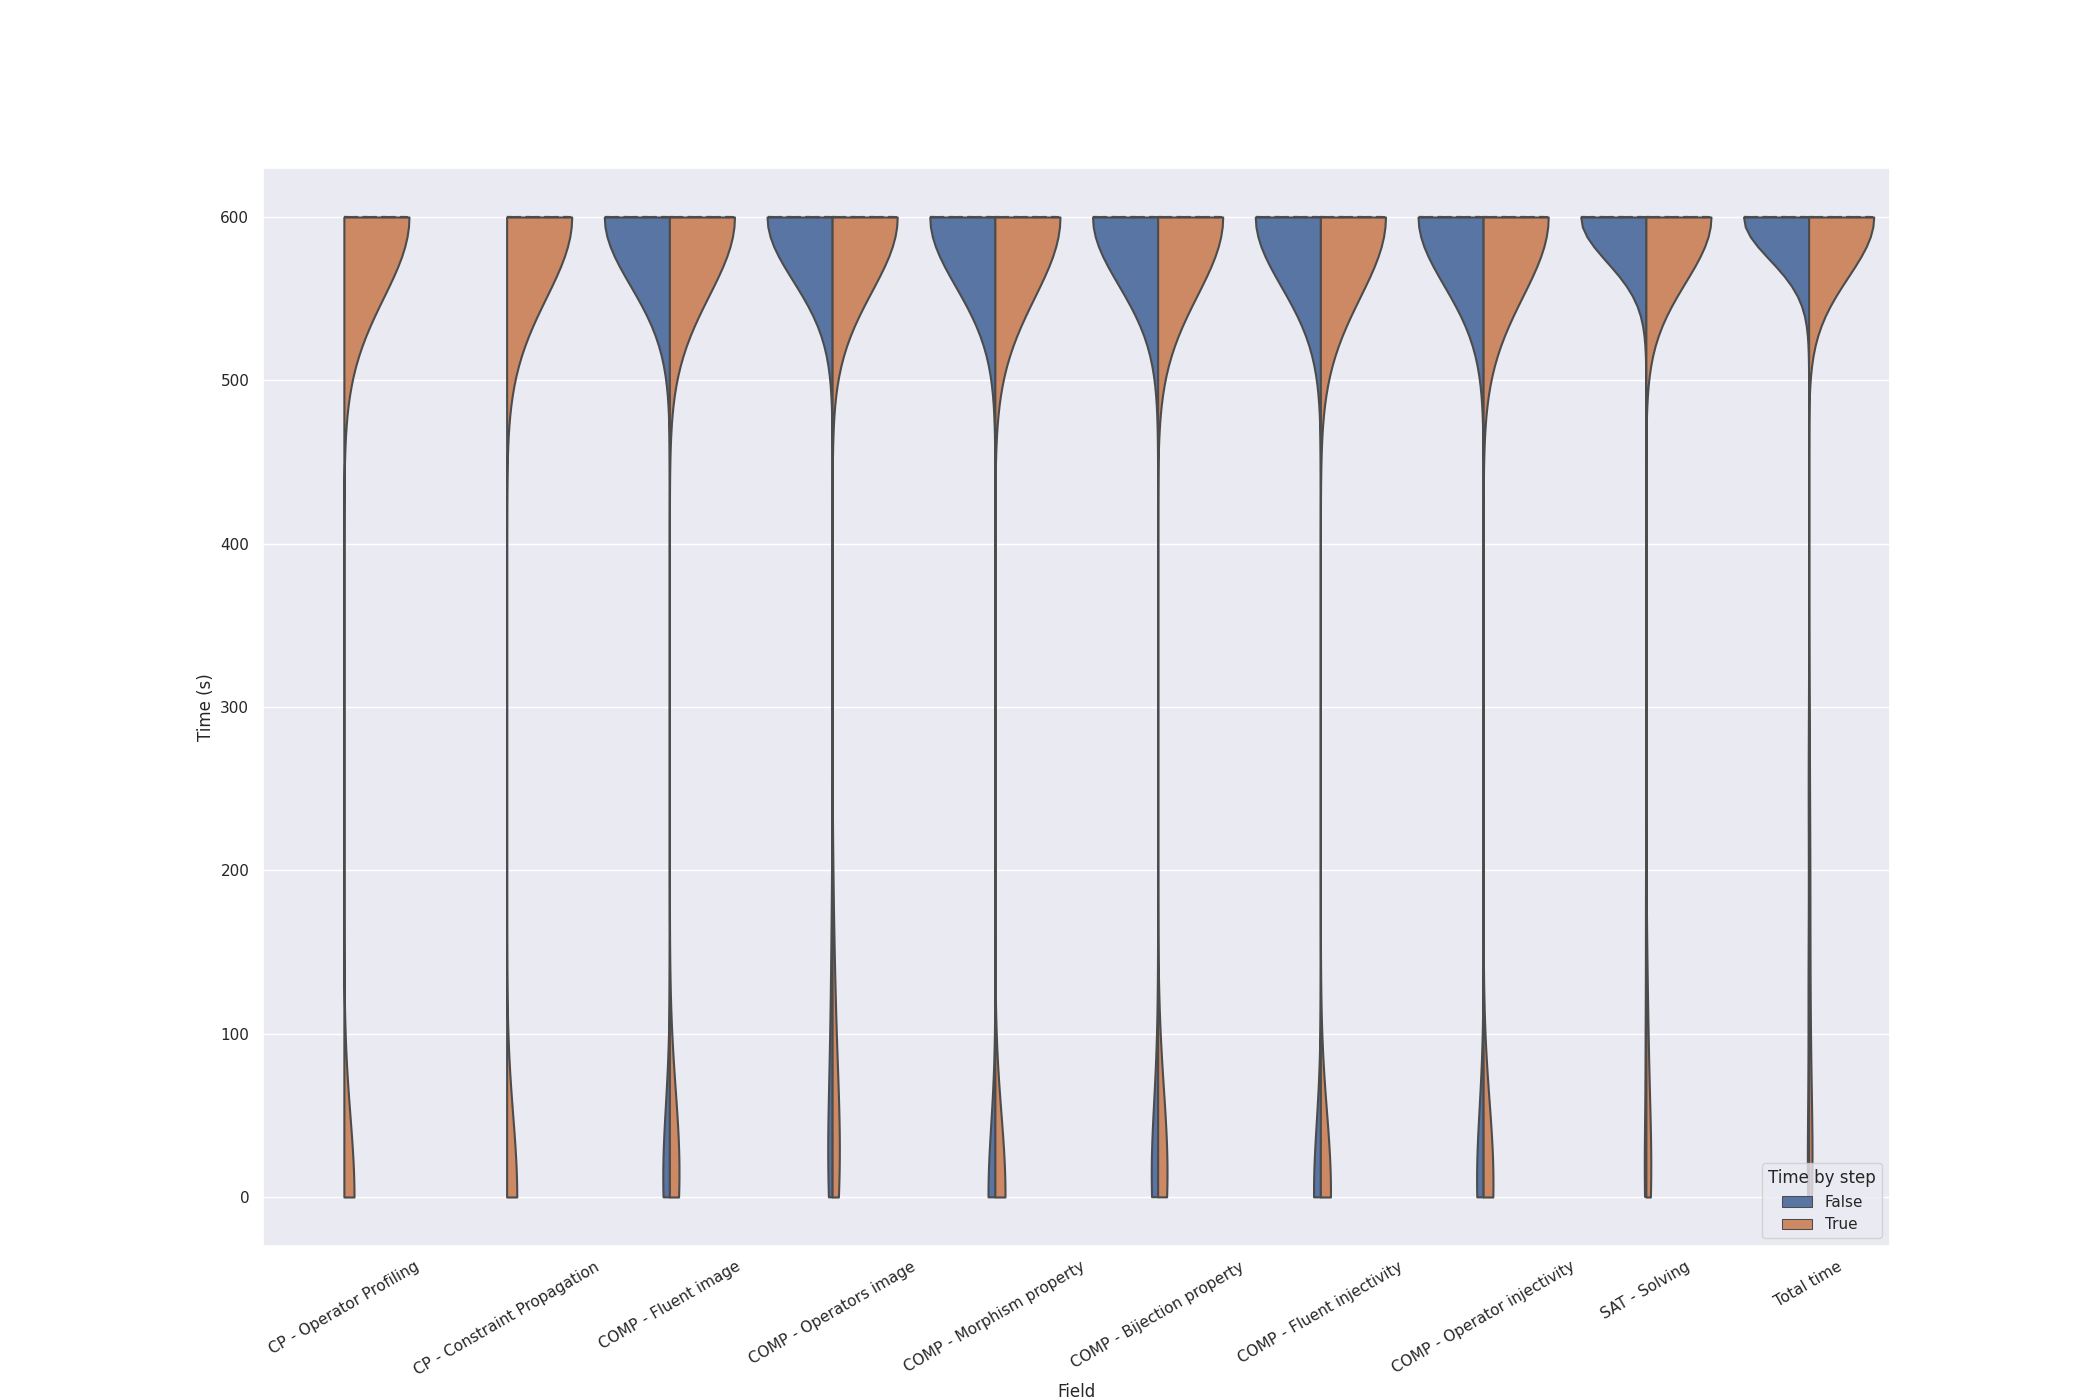 600
500
400
300
200
100
0
Time (s)
Time by step
False
True
CP - Operator Profiling
CP - Constraint Propagation
COMP - Fluent image
COMP - Operators image
COMP - Morphism property
COMP - Bijection property
COMP - Fluent injectivity
COMP - Operator injectivity
SAT - Solving
Total time
Field